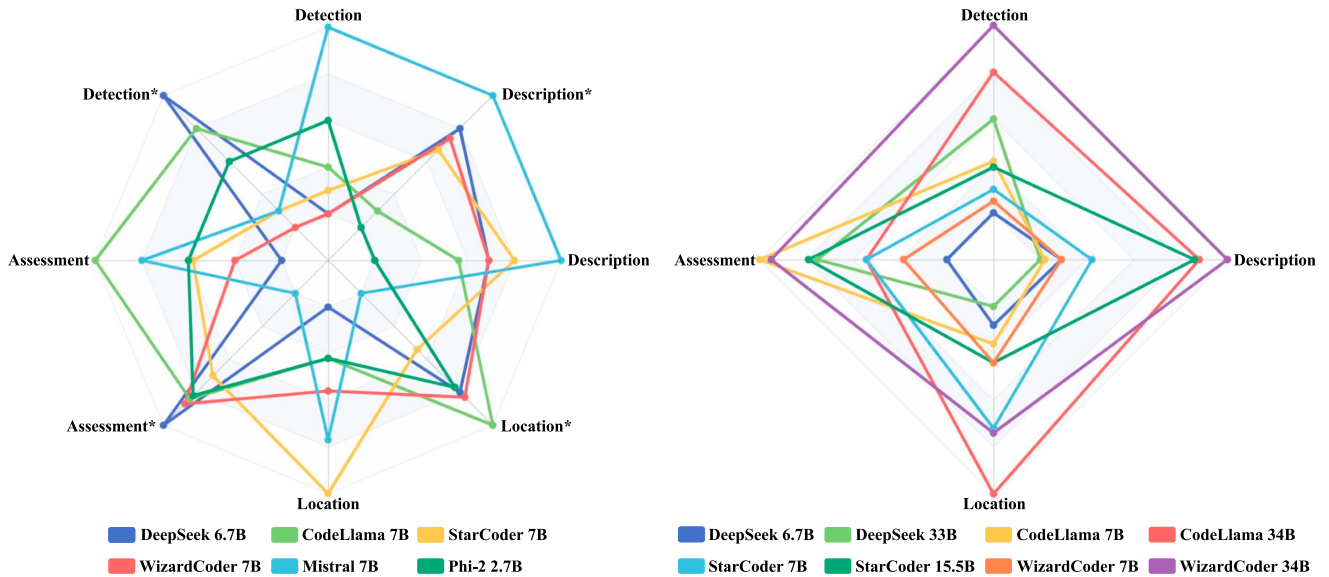 Detection
Detection*
Description*
Assessment
Description
Assessment*
Location*
Location
DeepSeek 6.7B
CodeLlama 7B
StarCoder 7B
WizardCoder 7B
Mistral 7B
Phi-2 2.7B
Detection
Assessment
Description
Location
DeepSeek 6.7B
DeepSeek 33B
CodeLlama 7B
CodeLlama 34B
StarCoder 7B
StarCoder 15.5B
WizardCoder 7B
WizardCoder 34B